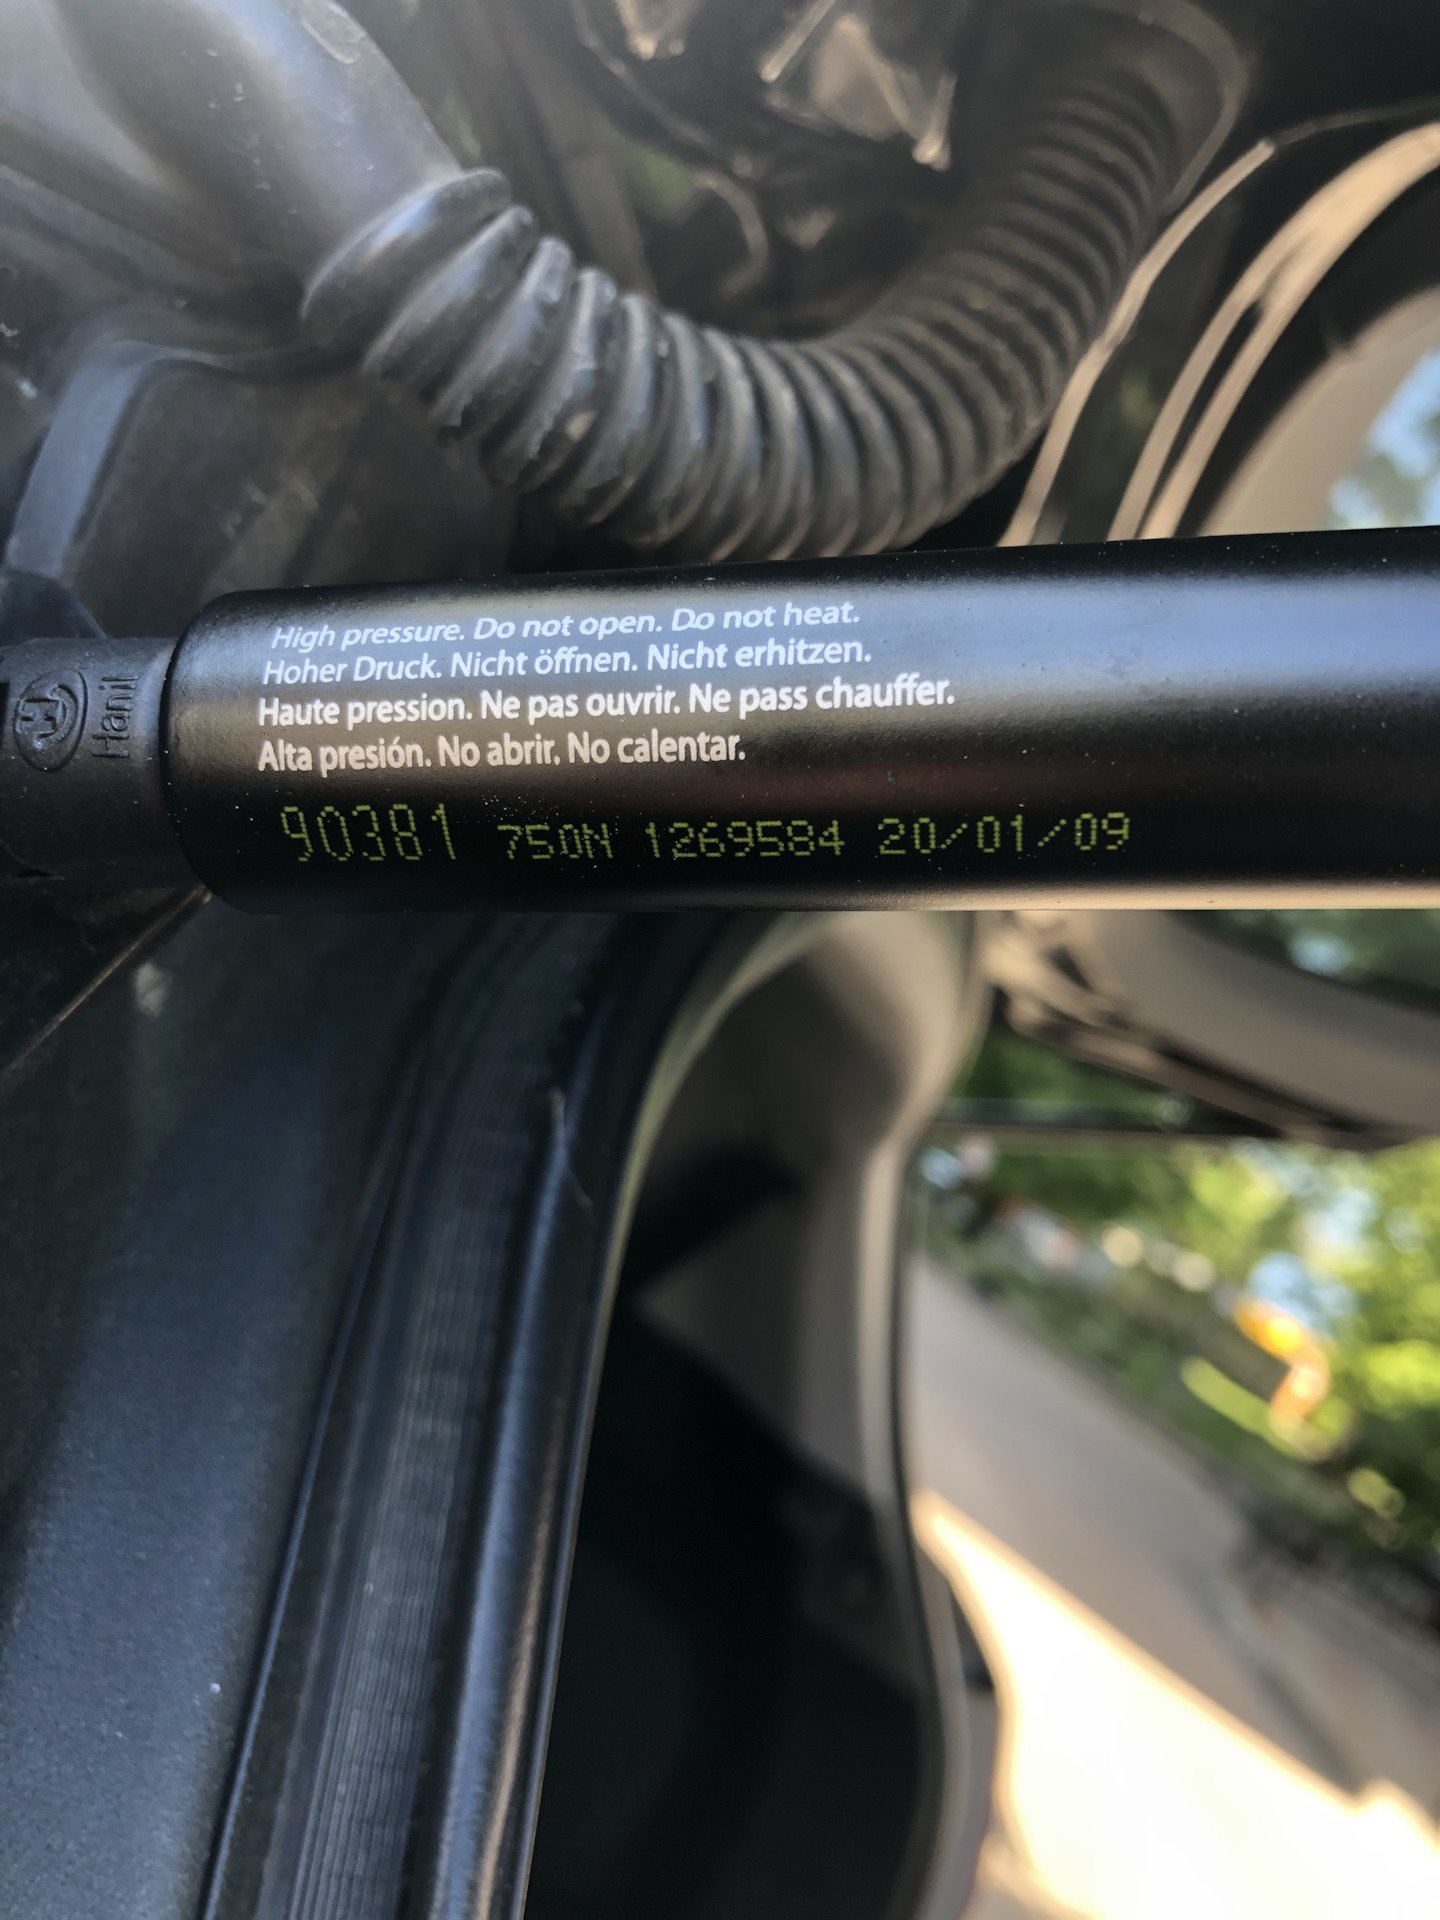 High pressure. Do not open. Do not heat.
Hoher Druck. Nicht öffnen. Nicht erhitzen.
Haute pression. Ne pas ouvrir. Ne pass chauffer.
Alta presión. No abrir. No calentar.
90381 750N 1269584 20/01/09
Hanil